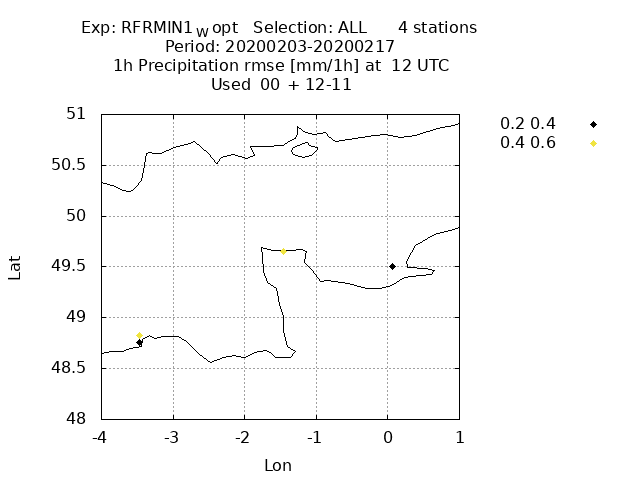 Exp: RFRMIN1wopt Selection: ALL 4 stations
Period: 20200203-20200217
1h Precipitation rmse [mm/1h] at 12 UTC
Used 00 + 12-11
0.2 0.4
0.4 0.6
51
50.5
50
49.5
49
48.5
48
Lat
-4 -3 -2 -1 0 1
Lon